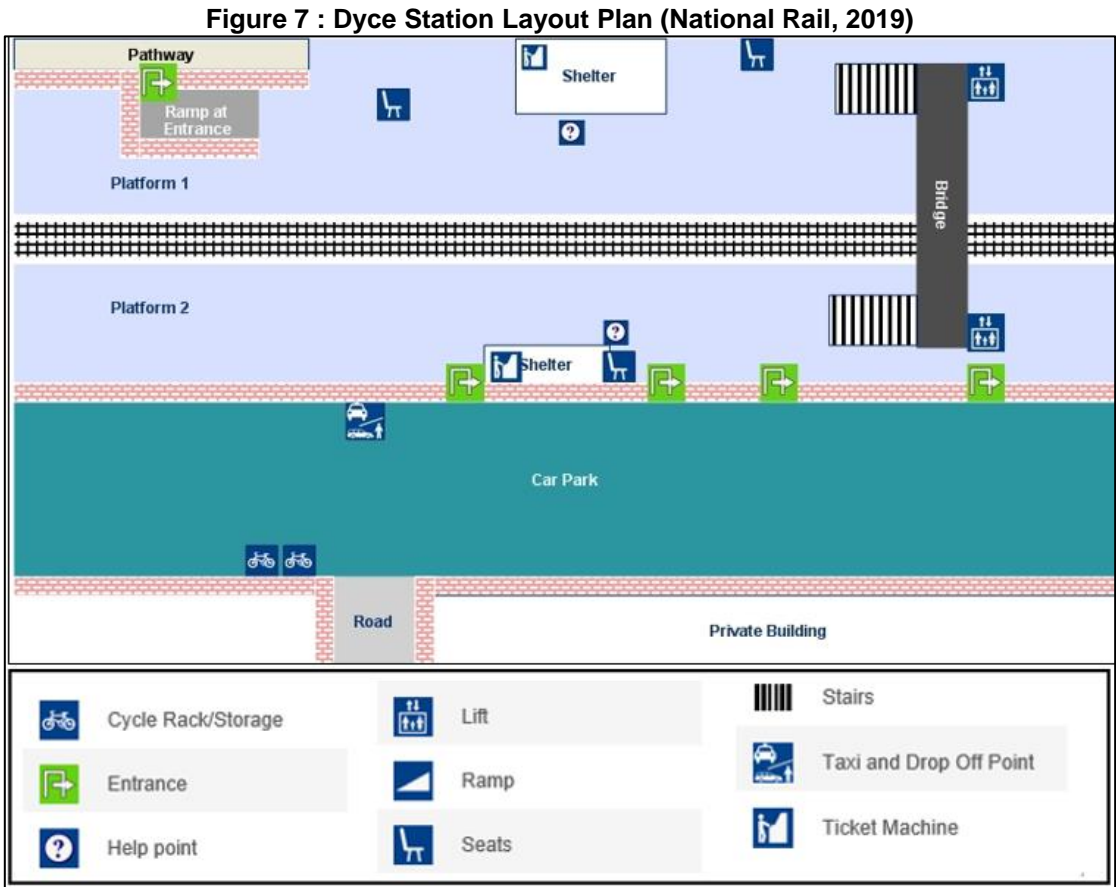 Figure 7 : Dyce Station Layout Plan (National Rail, 2019)
Pathway
Shelter
Ramp at
Entrance
?
Platform 1
Bridge
Platform 2
?
Shelter
Car Park
Road
Private Building
Cycle Rack/Storage
Lift
Stairs
Entrance
Ramp
Taxi and Drop Off Point
? Help point
Seats
Ticket Machine